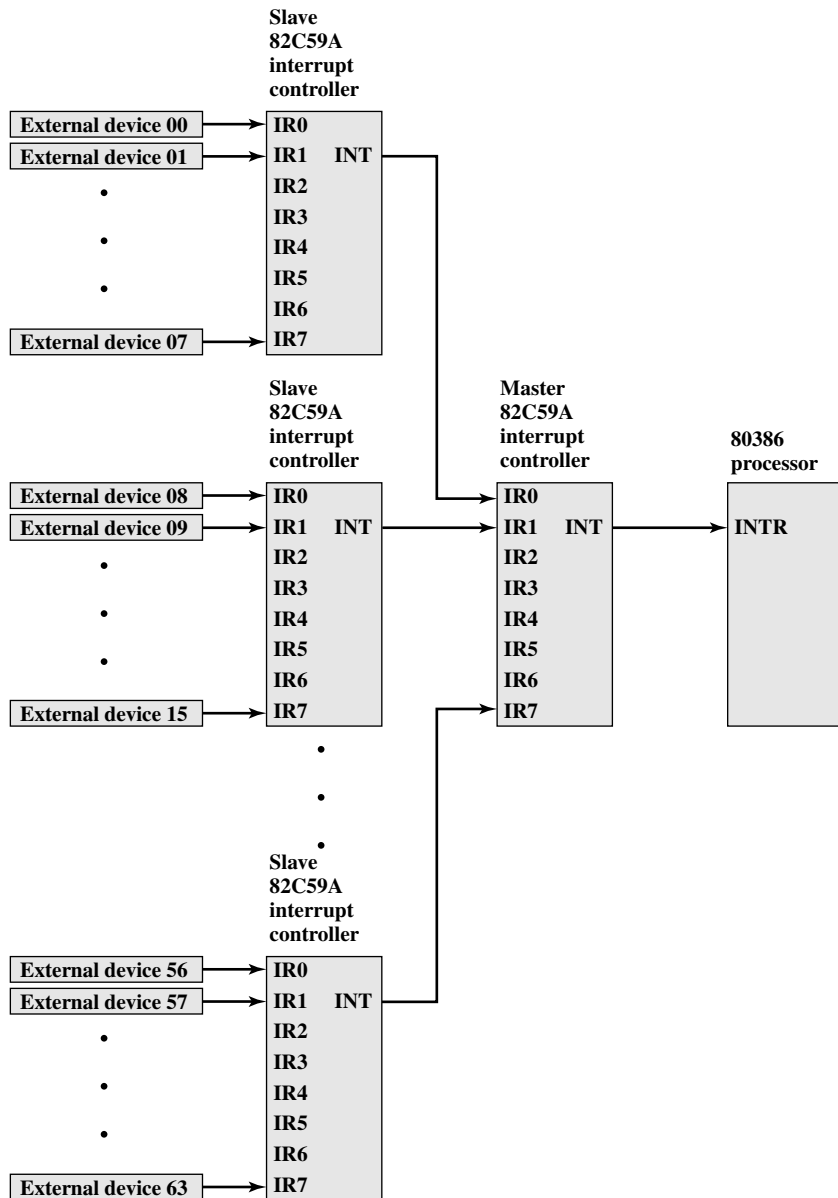 Slave
82C59A
interrupt
controller
External device 00
IR0
External device 01
IR1 INT
IR2
IR3
IR4
IR5
IR6
External device 07
IR7
Slave
82C59A
interrupt
controller
External device 08
IR0
External device 09
IR1 INT
IR2
IR3
IR4
IR5
IR6
External device 15
IR7
Master
82C59A
interrupt
controller
IR0
IR1 INT
IR2
IR3
IR4
IR5
IR6
IR7
80386
processor
INTR
Slave
82C59A
interrupt
controller
External device 56
IR0
External device 57
IR1 INT
IR2
IR3
IR4
IR5
IR6
External device 63
IR7